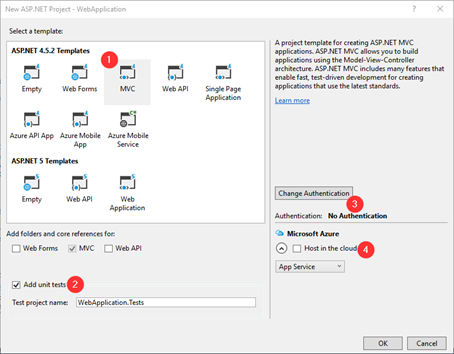 New ASP.NET Project - WebApplication
Select a template:
ASP.NET 4.5.2 Templates
1
Empty
Web Forms
MVC
Web API
Single Page
Application
Azure API App
Azure Mobile
App
Azure Mobile
Service
ASP.NET 5 Templates
Empty
Web API
Web
Application
A project template for creating ASP.NET MVC
applications. ASP.NET MVC allows you to build
applications using the Model-View-Controller
architecture. ASP.NET MVC includes many features that
enable fast, test-driven development for creating
applications that use the latest standards.
Learn more
Change Authentication
3
Authentication: No Authentication
Microsoft Azure
Host in the cloud
4
App Service
Add folders and core references for:
Web Forms
MVC
Web API
Add unit tests
2
Test project name:
WebApplication.Tests
OK
Cancel